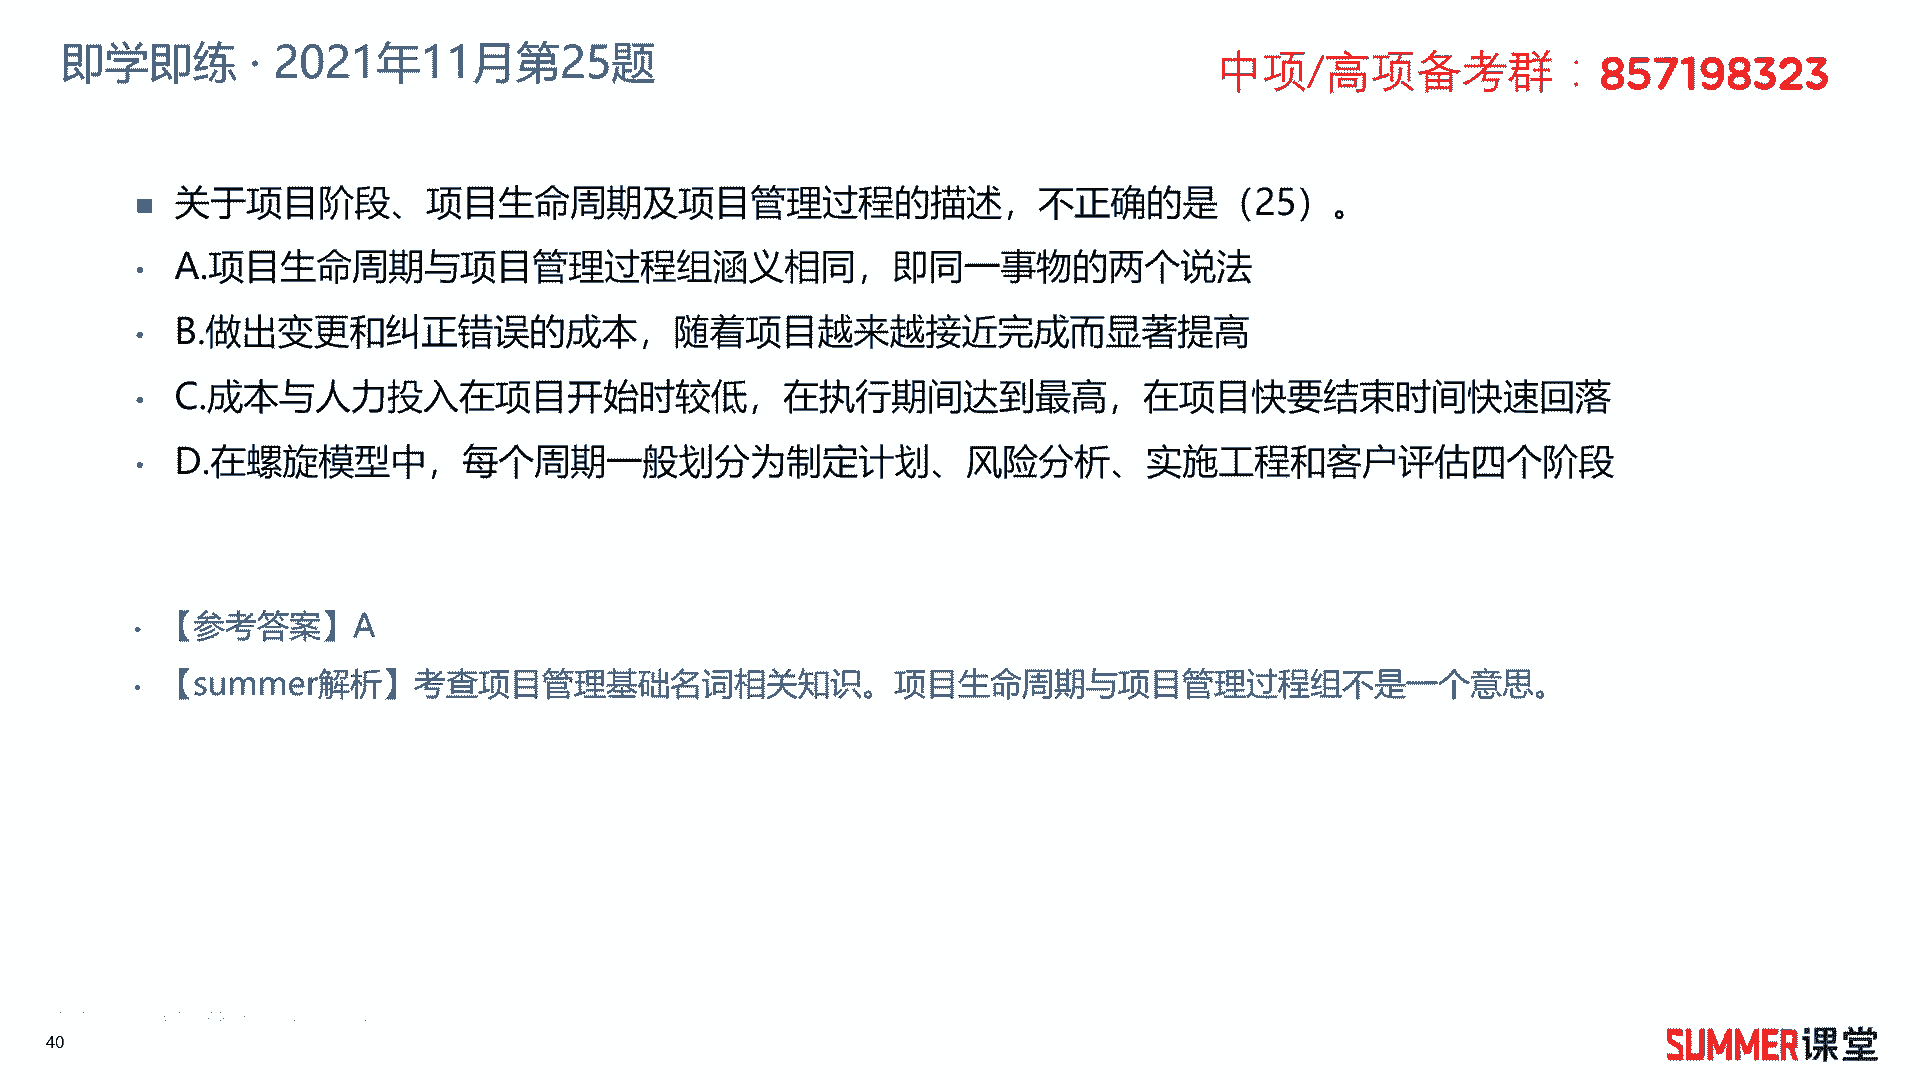 即学即练·2021年11月第25题
中项/高项备考群：857198323
■ 关于项目阶段、项目生命周期及项目管理过程的描述，不正确的是（25）。
• A.项目生命周期与项目管理过程组涵义相同，即同一事物的两个说法
• B.做出变更和纠正错误的成本，随着项目越来越接近完成而显著提高
• C.成本与人力投入在项目开始时较低，在执行期间达到最高，在项目快要结束时间快速回落
• D.在螺旋模型中，每个周期一般划分为制定计划、风险分析、实施工程和客户评估四个阶段
• 【参考答案】A
• 【summer解析】考查项目管理基础名词相关知识。项目生命周期与项目管理过程组不是一个意思。
40
SUMMER课堂